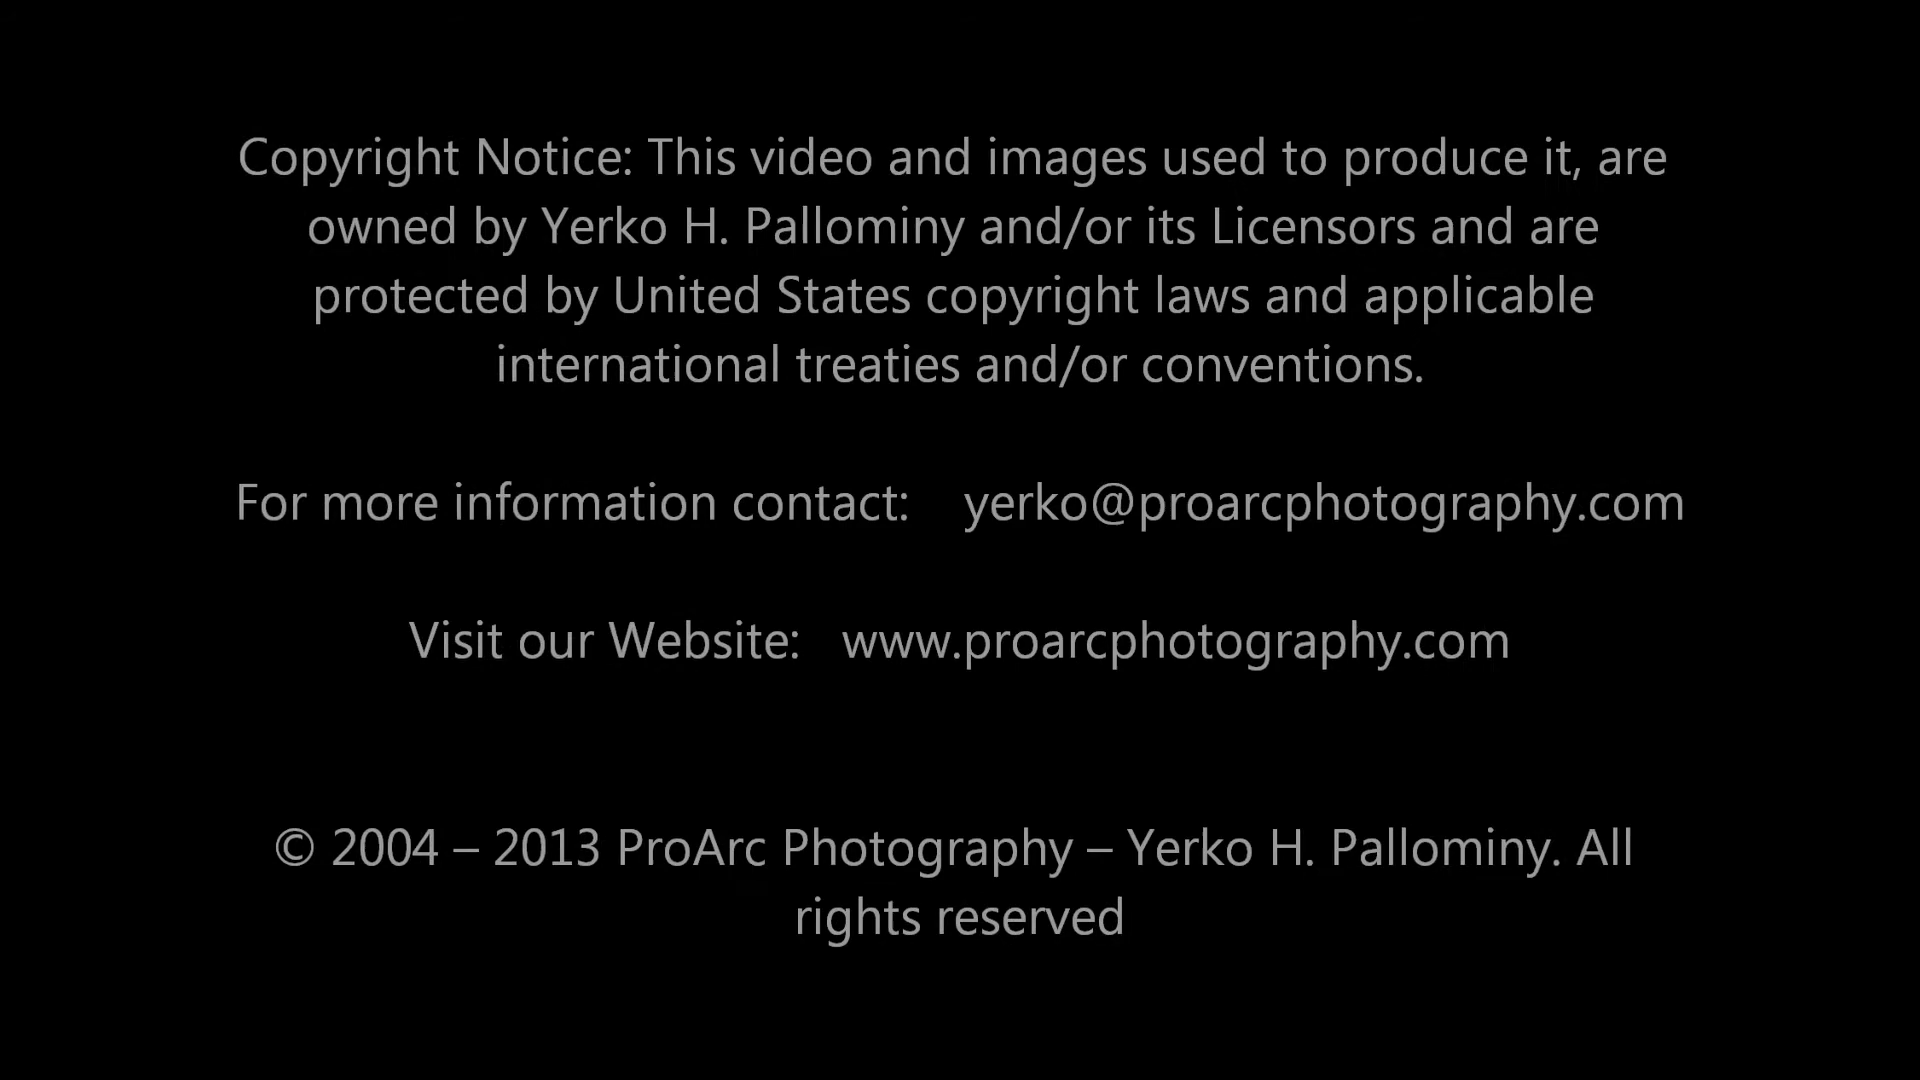 Copyright Notice: This video and images used to produce it, are
owned by Yerko H. Pallominy and/or its Licensors and are
protected by United States copyright laws and applicable
international treaties and/or conventions.
For more information contact: yerko@proarcphotography.com
Visit our Website: www.proarcphotography.com
© 2004 – 2013 ProArc Photography – Yerko H. Pallominy. All
rights reserved